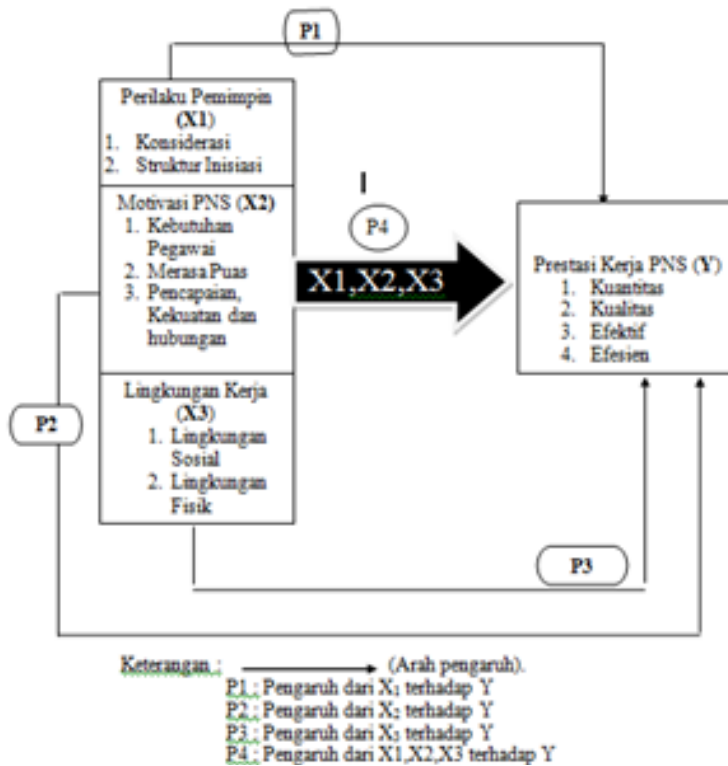 P1
Perilaku Pemimpin
(X1)
1. Konsiderasi
2. Struktur Inisiasi
Motivasi PNS (X2)
1. Kebutuhan
Pegawai
2. Merasa Puas
3. Pencapaian,
Kekuatan dan
hubungan
Lingkungan Kerja
(X3)
1. Lingkungan
Sosial
2. Lingkungan
Fisik
P4
X1,X2,X3
Prestasi Kerja PNS (Y)
1. Kuantitas
2. Kualitas
3. Efektif
4. Efesien
P2
P3
Keterangan : (Arah pengaruh).
P1 : Pengaruh dari X₁ terhadap Y
P2 : Pengaruh dari X₂ terhadap Y
P3 : Pengaruh dari X₃ terhadap Y
P4 : Pengaruh dari X1,X2,X3 terhadap Y